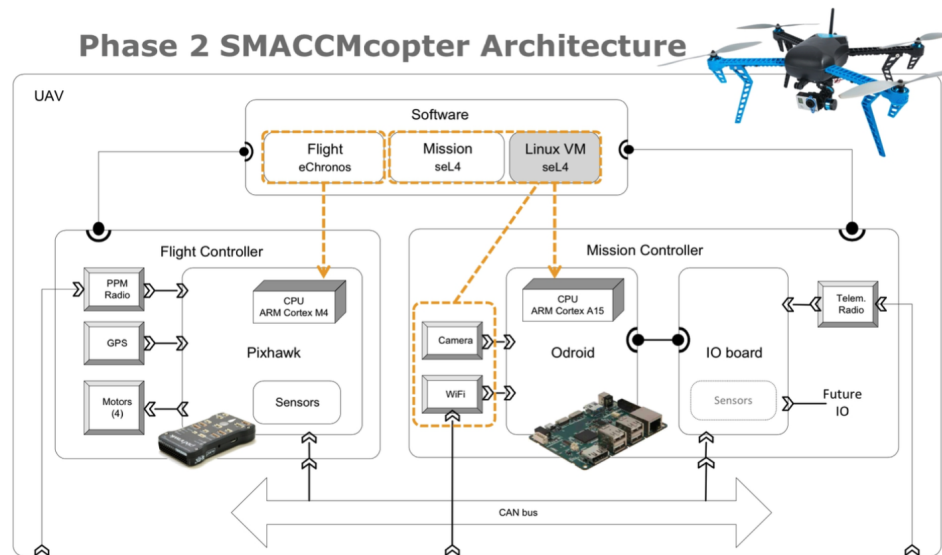 Phase 2 SMACCMcopter Architecture
UAV
Software
Flight
eChronos
Mission
seL4
Linux VM
seL4
Flight Controller
PPM
Radio
GPS
Motors
(4)
CPU
ARM Cortex M4
Pixhawk
Sensors
Mission Controller
Camera
WiFi
CPU
ARM Cortex A15
Odroid
IO board
Sensors
Telem.
Radio
Future
IO
CAN bus